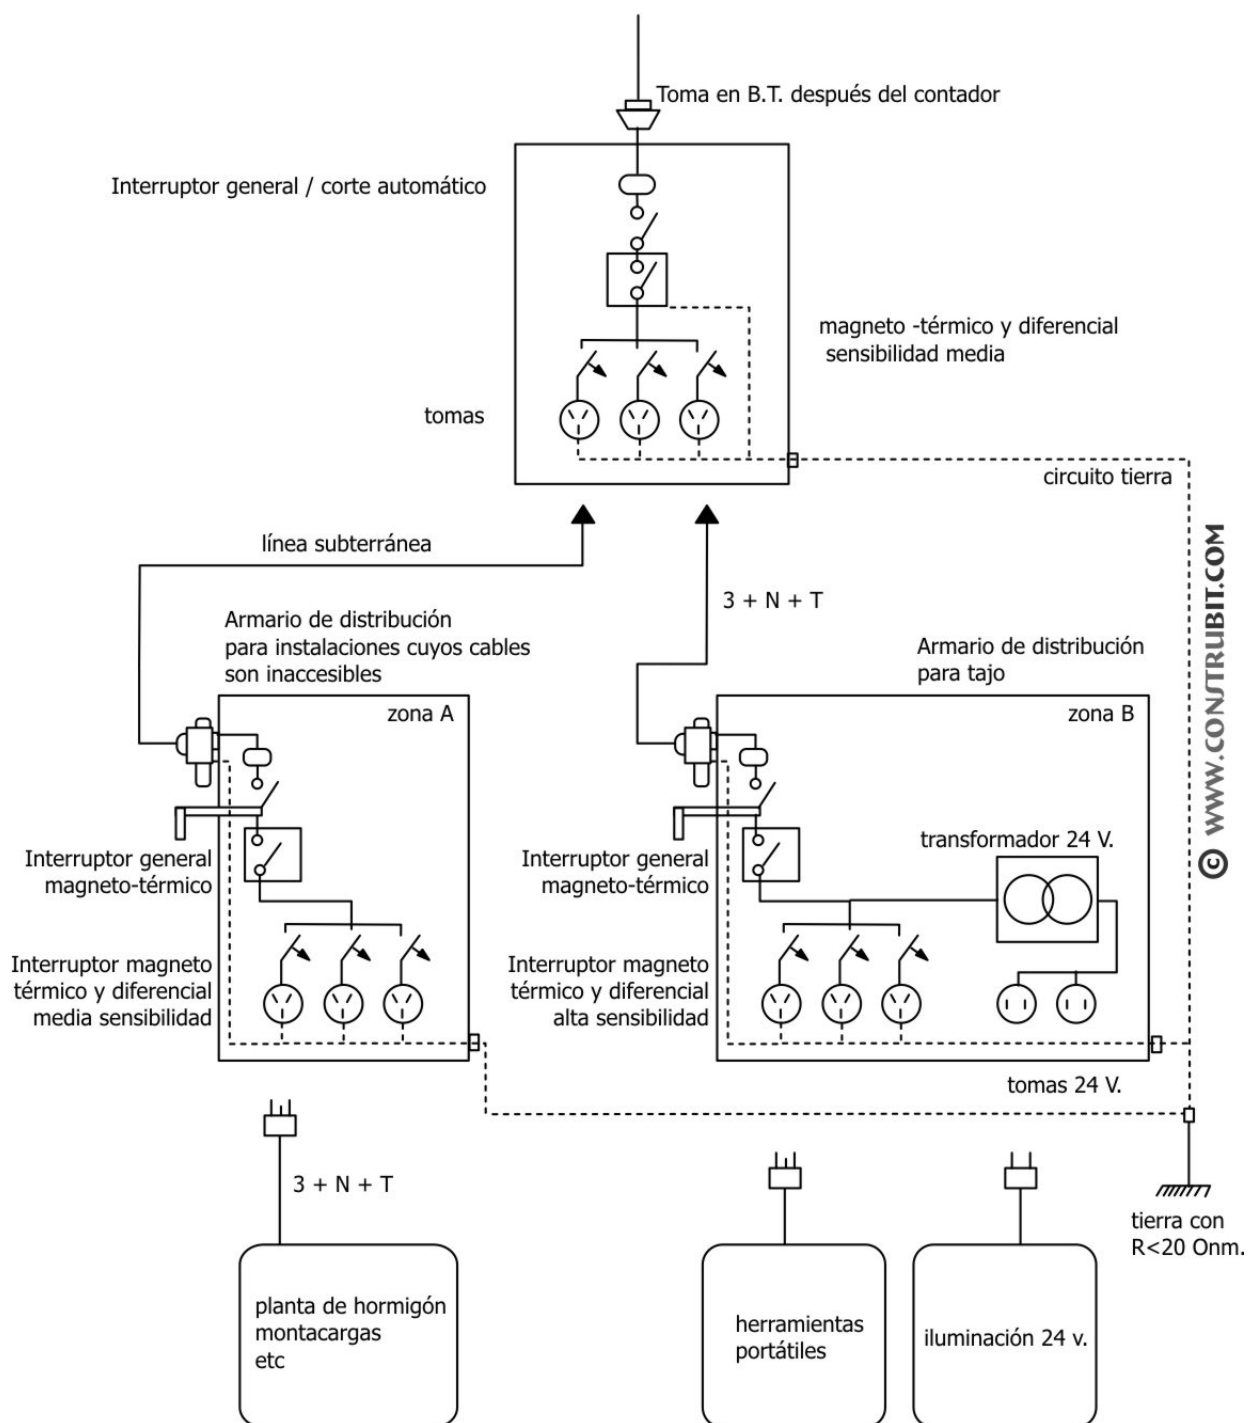 Toma en B.T. después del contador
Interruptor general / corte automático
magneto -térmico y diferencial
sensibilidad media
tomas
circuito tierra
línea subterránea
3 + N + T
Armario de distribución
para instalaciones cuyos cables
son inaccesibles
Armario de distribución
para tajo
zona A
zona B
Interruptor general
magneto-térmico
Interruptor general
magneto-térmico
transformador 24 V.
Interruptor magneto
térmico y diferencial
media sensibilidad
Interruptor magneto
térmico y diferencial
alta sensibilidad
tomas 24 V.
3 + N + T
tierra con
R<20 Onm.
planta de hormigón
montacargas
etc
herramientas
portátiles
iluminación 24 v.
© WWW.CONSTRUBIT.COM